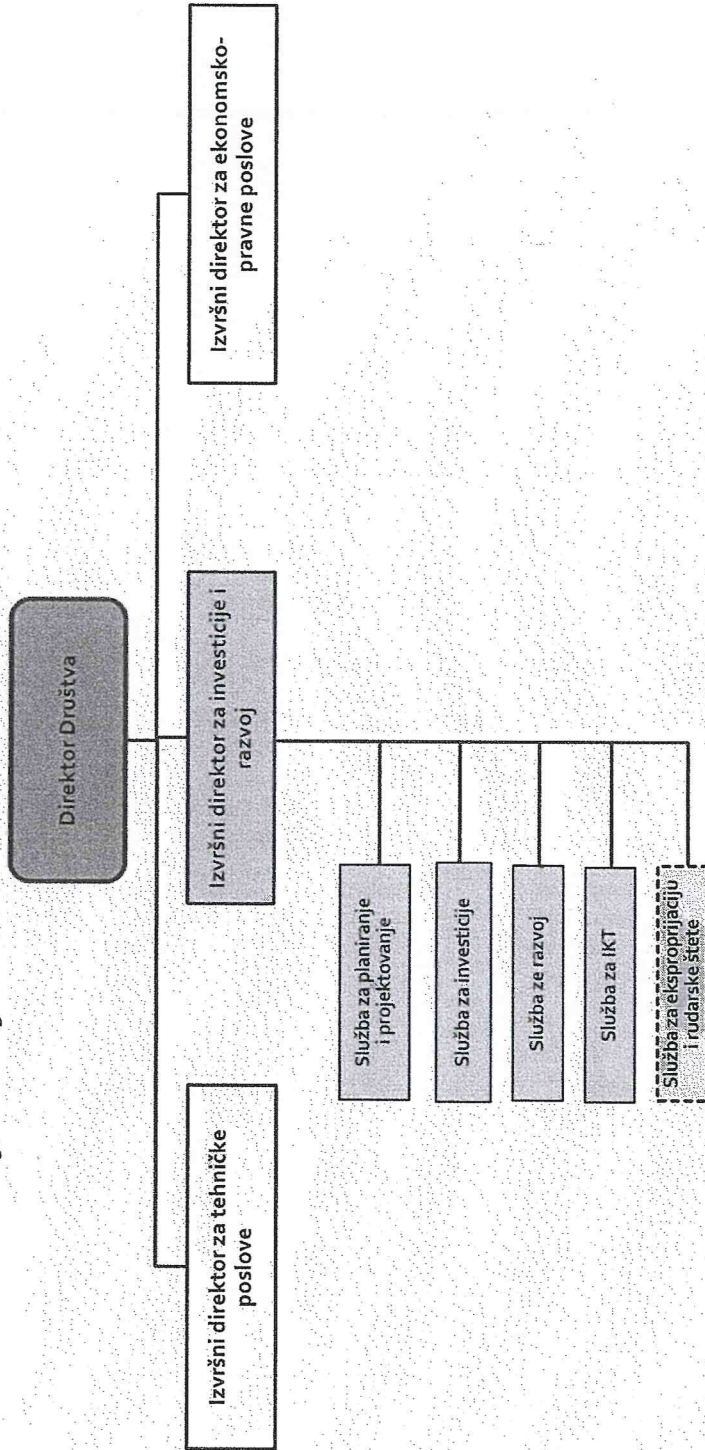 Direktor Društva
Izvršni direktor za tehničke
poslove
Izvršni direktor za investicije i
razvoj
Izvršni direktor za ekonomsko-
pravne poslove
Služba za planiranje
i projektovanje
Služba za investicije
Služba ze razvoj
Služba za IKT
Služba za eksproprijaciju
i rudarske štete